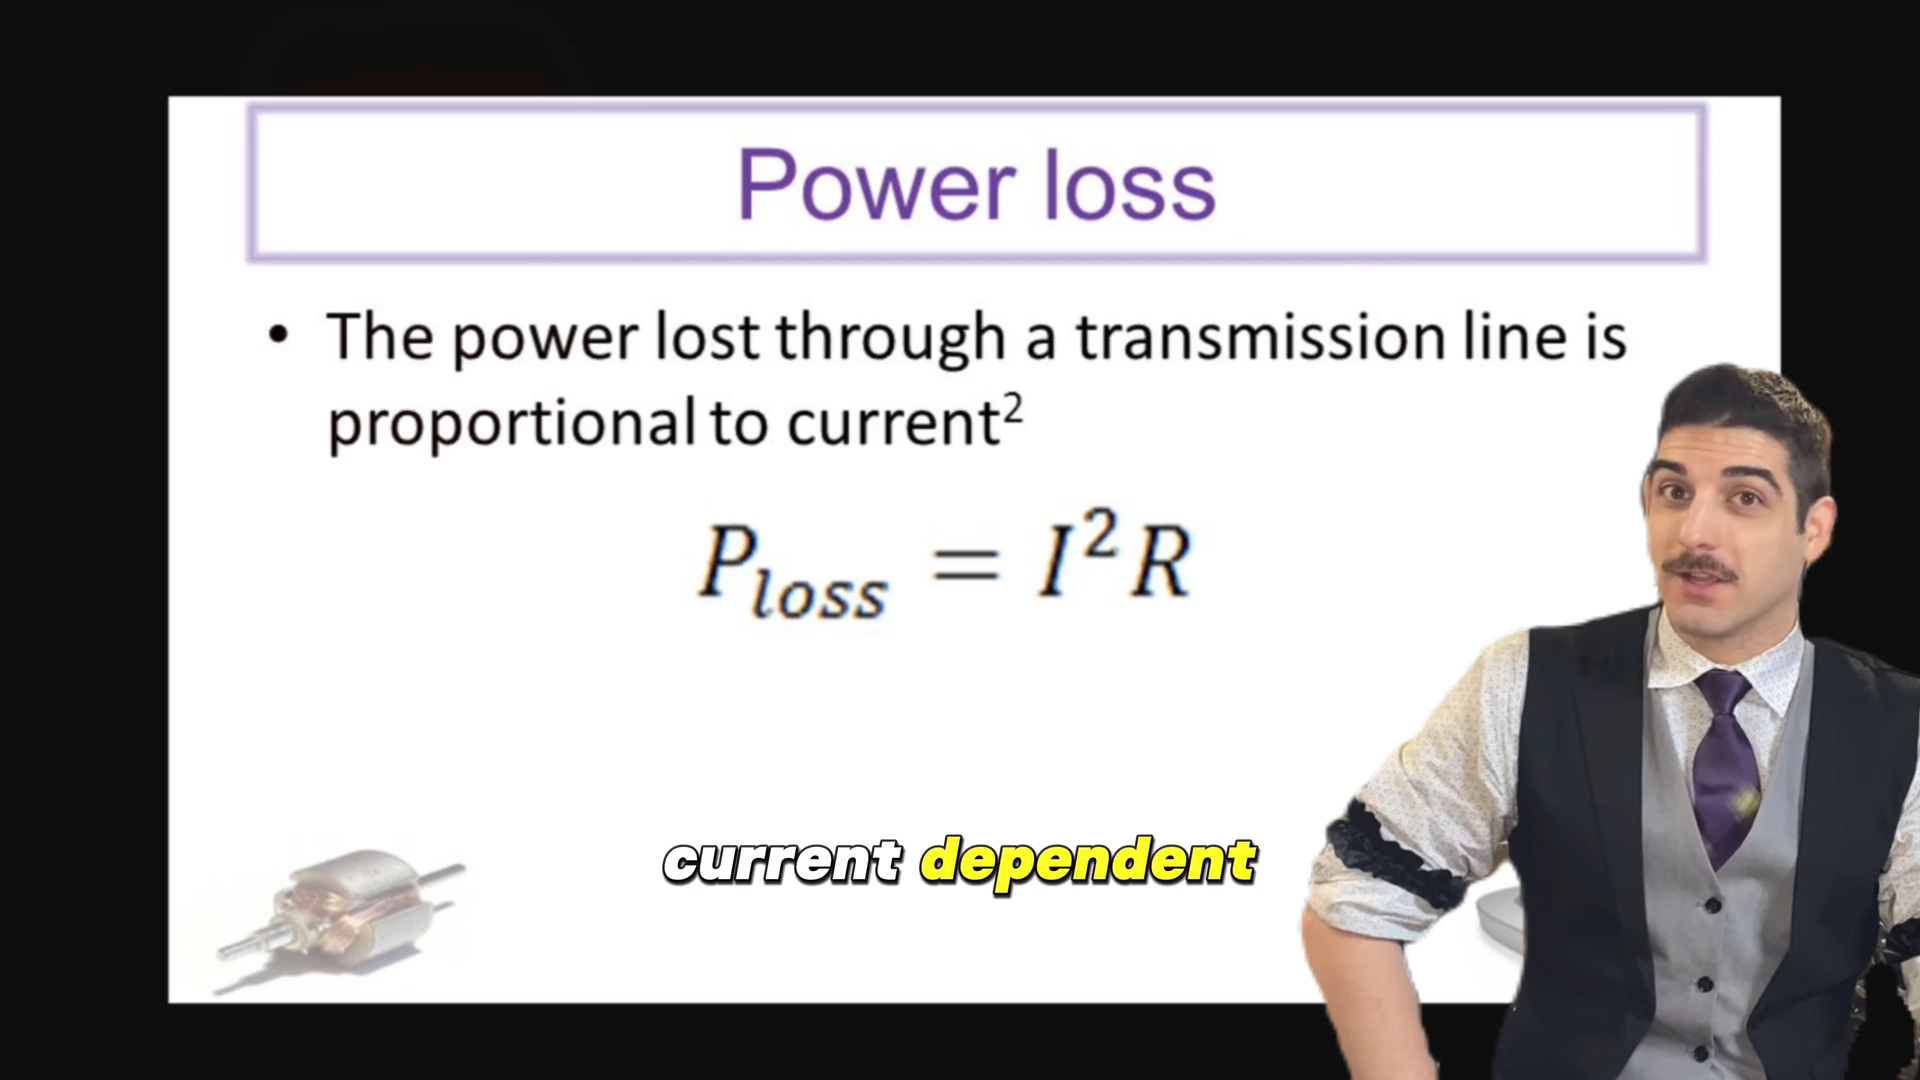 Power loss
• The power lost through a transmission line is
proportional to current²
P_loss = I²R
current dependent